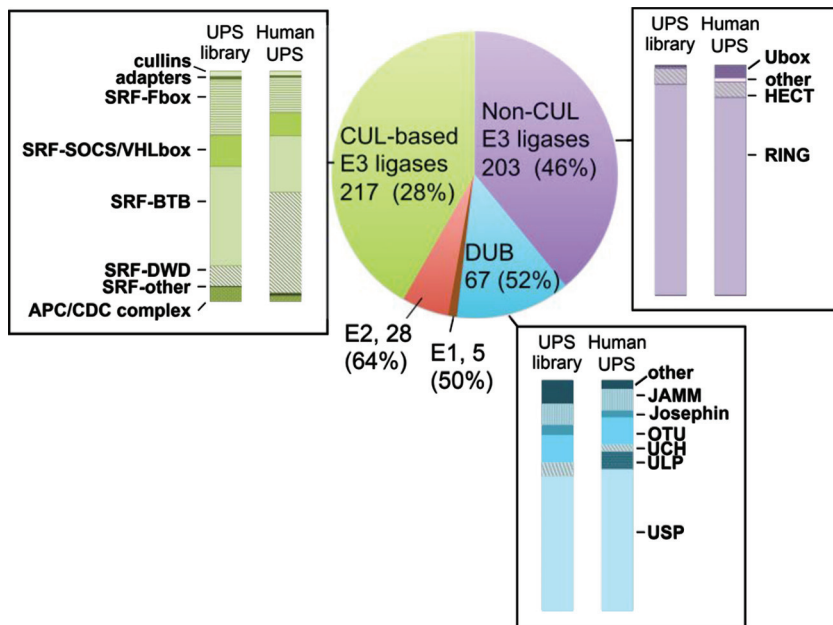 UPS
library
Human
UPS
cullins
adapters
SRF-Fbox
SRF-SOCS/VHLbox
SRF-BTB
SRF-DWD
SRF-other
APC/CDC complex
CUL-based
E3 ligases
217 (28%)
Non-CUL
E3 ligases
203 (46%)
DUB
67 (52%)
E2, 28
(64%)
E1, 5
(50%)
UPS
library
Human
UPS
Ubox
other
HECT
RING
UPS
library
Human
UPS
other
JAMM
Josephin
OTU
UCH
ULP
USP